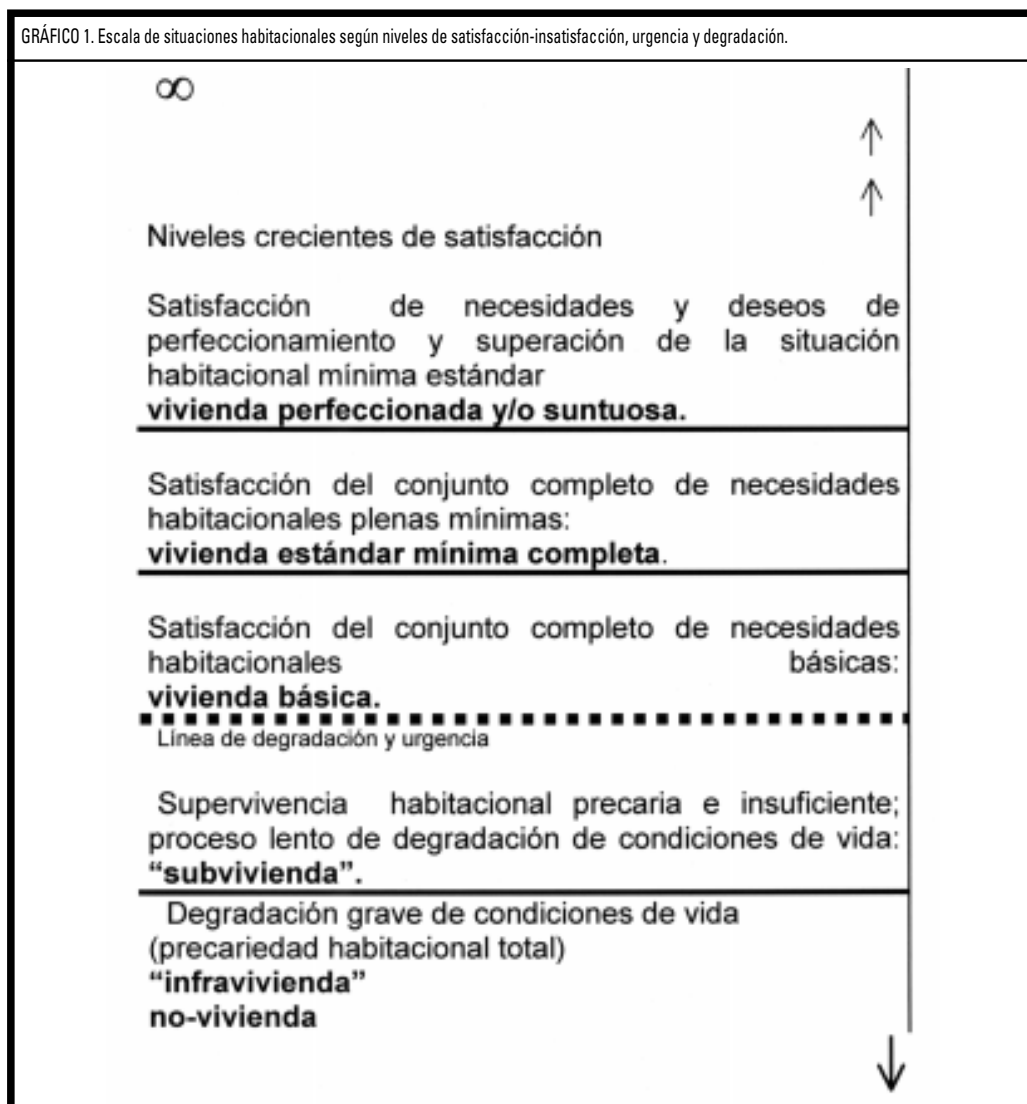 GRÁFICO 1. Escala de situaciones habitacionales según niveles de satisfacción-insatisfacción, urgencia y degradación.
∞
↑
↑
Niveles crecientes de satisfacción
Satisfacción de necesidades y deseos de
perfeccionamiento y superación de la situación
habitacional mínima estándar
vivienda perfeccionada y/o suntuosa.
Satisfacción del conjunto completo de necesidades
habitacionales plenas mínimas:
vivienda estándar mínima completa.
Satisfacción del conjunto completo de necesidades
habitacionales básicas:
vivienda básica.
Línea de degradación y urgencia
Supervivencia habitacional precaria e insuficiente;
proceso lento de degradación de condiciones de vida:
“subvivienda”.
Degradación grave de condiciones de vida
(precariedad habitacional total)
“infravivienda”
no-vivienda
↓